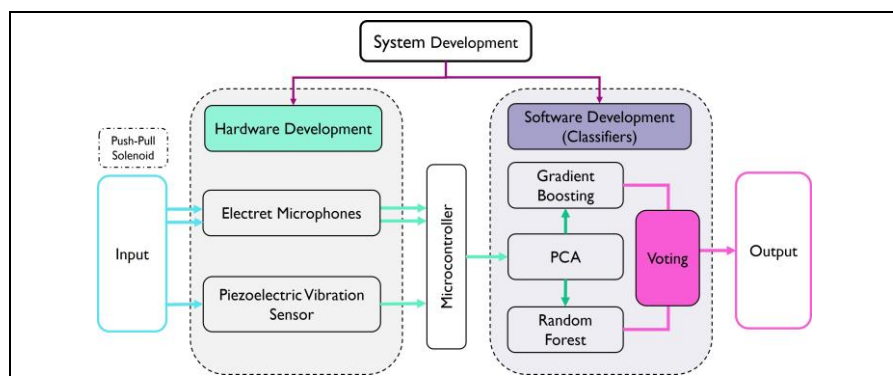 System Development
Hardware Development
Software Development
(Classifiers)
Push-Pull
Solenoid
Input
Electret Microphones
Piezoelectric Vibration
Sensor
Microcontroller
Gradient
Boosting
PCA
Random
Forest
Voting
Output